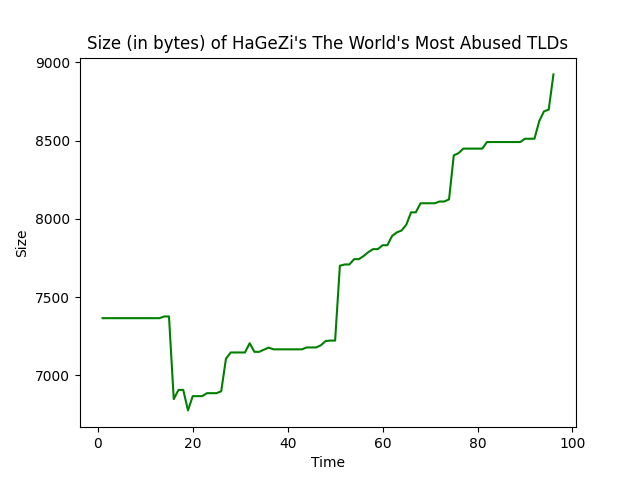 Size (in bytes) of HaGeZi's The World's Most Abused TLDs
9000
8500
8000
7500
7000
Size
0 20 40 60 80 100
Time